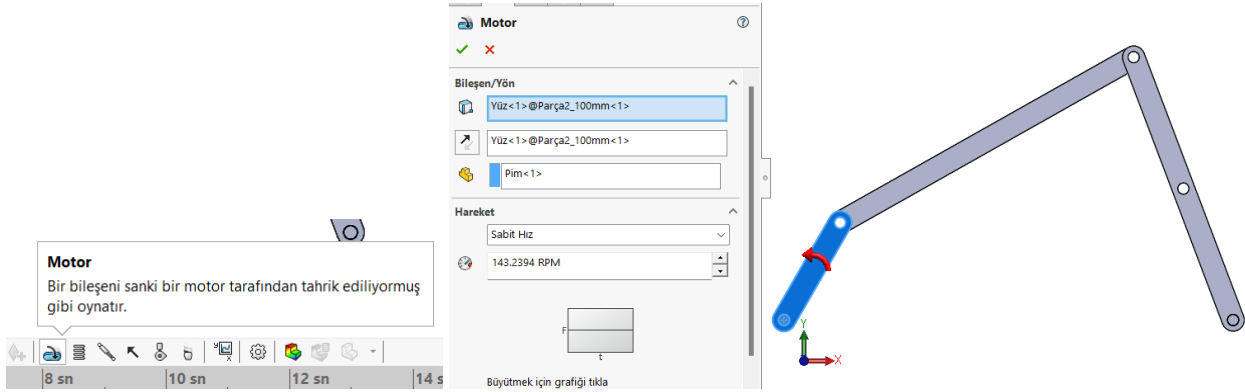 Motor
Bir bileşeni sanki bir motor tarafından tahrik ediliyormuş
gibi oynatır.
8 sn
10 sn
12 sn
14 s
Motor
Bileşen/Yön
Yüz<1>@Parça2_100mm<1>
Yüz<1>@Parça2_100mm<1>
Pim<1>
Hareket
Sabit Hız
143.2394 RPM
F
t
Büyütmek için grafiği tıkla
Y
X